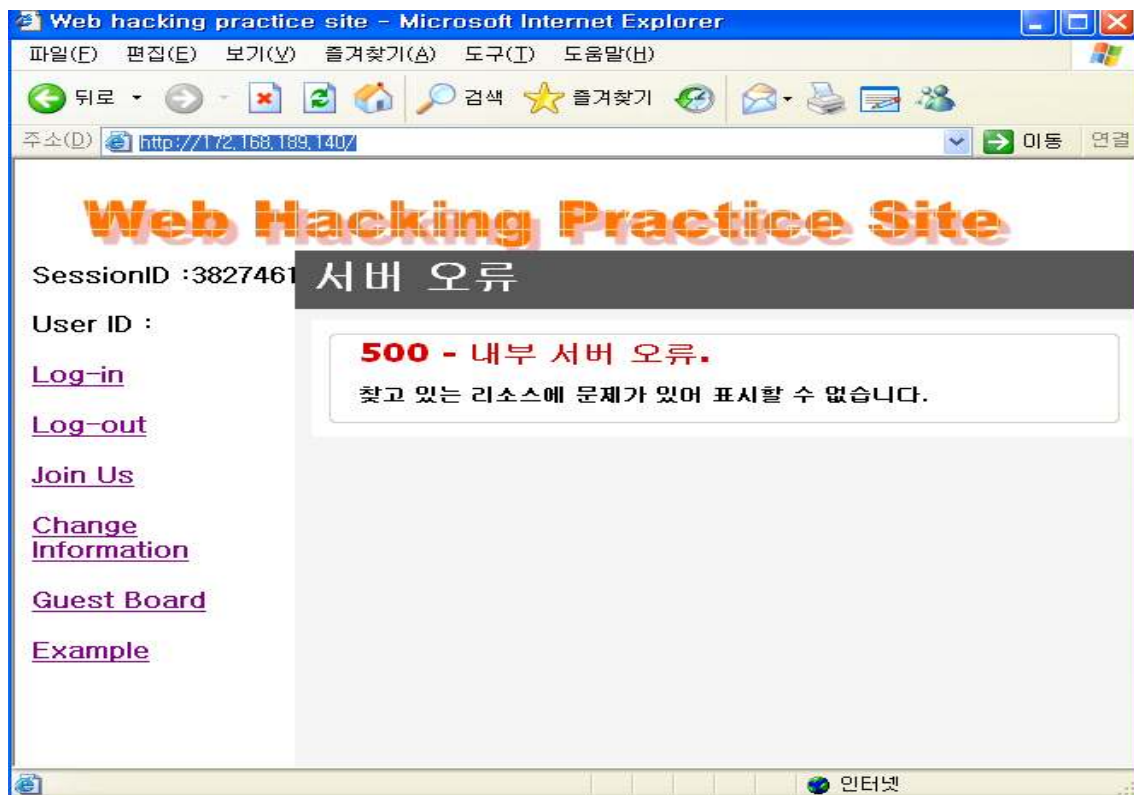 Web hacking practice site - Microsoft Internet Explorer
파일(F) 편집(E) 보기(V) 즐겨찾기(A) 도구(T) 도움말(H)
뒤로 검색 즐겨찾기
주소(D) http://172.168.189.140/ 이동 연결
Web Hacking Practice Site
SessionID :3827461
서버 오류
User ID :
500 - 내부 서버 오류.
찾고 있는 리소스에 문제가 있어 표시할 수 없습니다.
Log-in
Log-out
Join Us
Change
Information
Guest Board
Example
인터넷